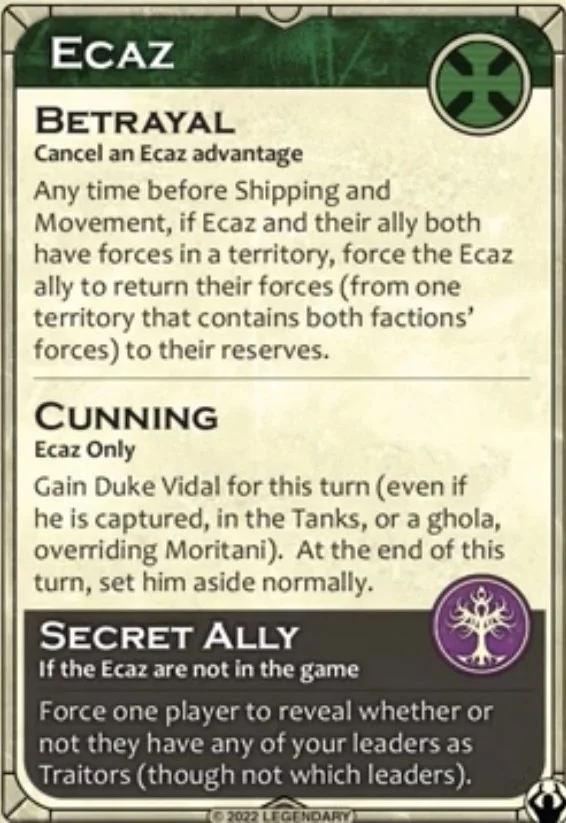 ECAZ
BETRAYAL
Cancel an Ecaz advantage
Any time before Shipping and
Movement, if Ecaz and their ally both
have forces in a territory, force the Ecaz
ally to return their forces (from one
territory that contains both factions'
forces) to their reserves.
CUNNING
Ecaz Only
Gain Duke Vidal for this turn (even if
he is captured, in the Tanks, or a ghola,
overriding Moritani).  At the end of this
turn, set him aside normally.
SECRET ALLY
If the Ecaz are not in the game
Force one player to reveal whether or
not they have any of your leaders as
Traitors (though not which leaders).
© 2022 LEGENDARY